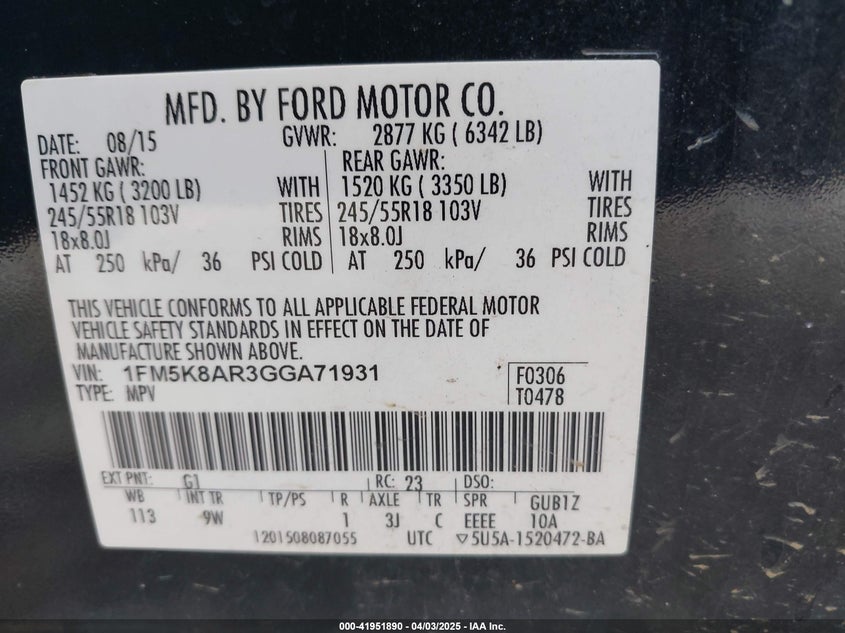 MFD. BY FORD MOTOR CO.
DATE: 08/15 GVWR: 2877 KG ( 6342 LB)
FRONT GAWR: REAR GAWR:
1452 KG ( 3200 LB) WITH 1520 KG ( 3350 LB) WITH
245/55R18 103V TIRES 245/55R18 103V TIRES
18x8.0J RIMS 18x8.0J RIMS
AT 250 kPa/ 36 PSI COLD AT 250 kPa/ 36 PSI COLD
THIS VEHICLE CONFORMS TO ALL APPLICABLE FEDERAL MOTOR
VEHICLE SAFETY STANDARDS IN EFFECT ON THE DATE OF
MANUFACTURE SHOWN ABOVE.
VIN: 1FM5K8AR3GGA71931 F0306
TYPE: MPV T0478
EXT PNT: G1 RC: 23 DSO:
WB INT TR TP/PS R AXLE TR SPR GUB1Z
113 9W 1 3J C EEEE 10A
1201508087055 UTC ▽5U5A-1520472-BA
000-41951890 - 04/03/2025 - IAA Inc.